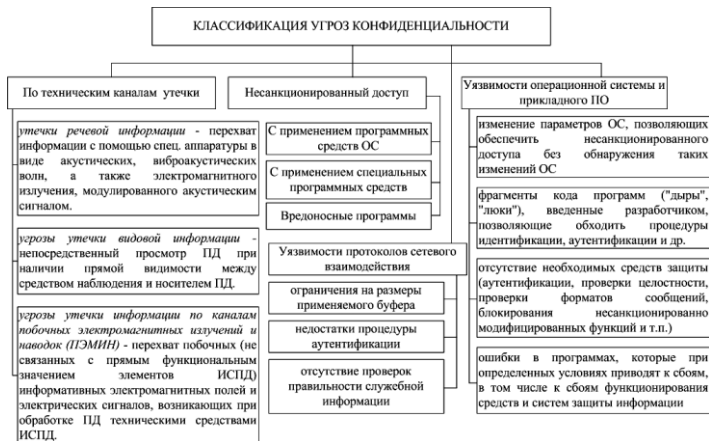 КЛАССИФИКАЦИЯ УГРОЗ КОНФИДЕНЦИАЛЬНОСТИ
По техническим каналам утечки
утечки речевой информации - перехват
информации с помощью спец. аппаратуры в
виде акустических, виброакустических
волн, а также электромагнитного
излучения, модулированного акустическим
сигналом.
угрозы утечки видовой информации -
непосредственный просмотр ПД при
наличии прямой видимости между
средством наблюдения и носителем ПД.
угрозы утечки информации по каналам
побочных электромагнитных излучений и
наводок (ПЭМИН) - перехват побочных (не
связанных с прямым функциональным
значением элементов ИСПД)
информативных электромагнитных полей и
электрических сигналов, возникающих при
обработке ПД техническими средствами
ИСПД.
Несанкционированный доступ
С применением программных
средств ОС
С применением специальных
программных средств
Вредоносные программы
Уязвимости протоколов сетевого
взаимодействия
ограничения на размеры
применяемого буфера
недостатки процедуры
аутентификации
отсутствие проверок
правильности служебной
информации
Уязвимости операционной системы и
прикладного ПО
изменение параметров ОС, позволяющих
обеспечить несанкционированного
доступа без обнаружения таких
изменений ОС
фрагменты кода программ ("дыры",
"люки"), введенные разработчиком,
позволяющие обходить процедуры
идентификации, аутентификации и др.
отсутствие необходимых средств защиты
(аутентификации, проверки целостности,
проверки форматов сообщений,
блокирования несанкционированно
модифицированных функций и т.п.)
ошибки в программах, которые при
определенных условиях приводят к сбоям,
в том числе к сбоям функционирования
средств и систем защиты информации